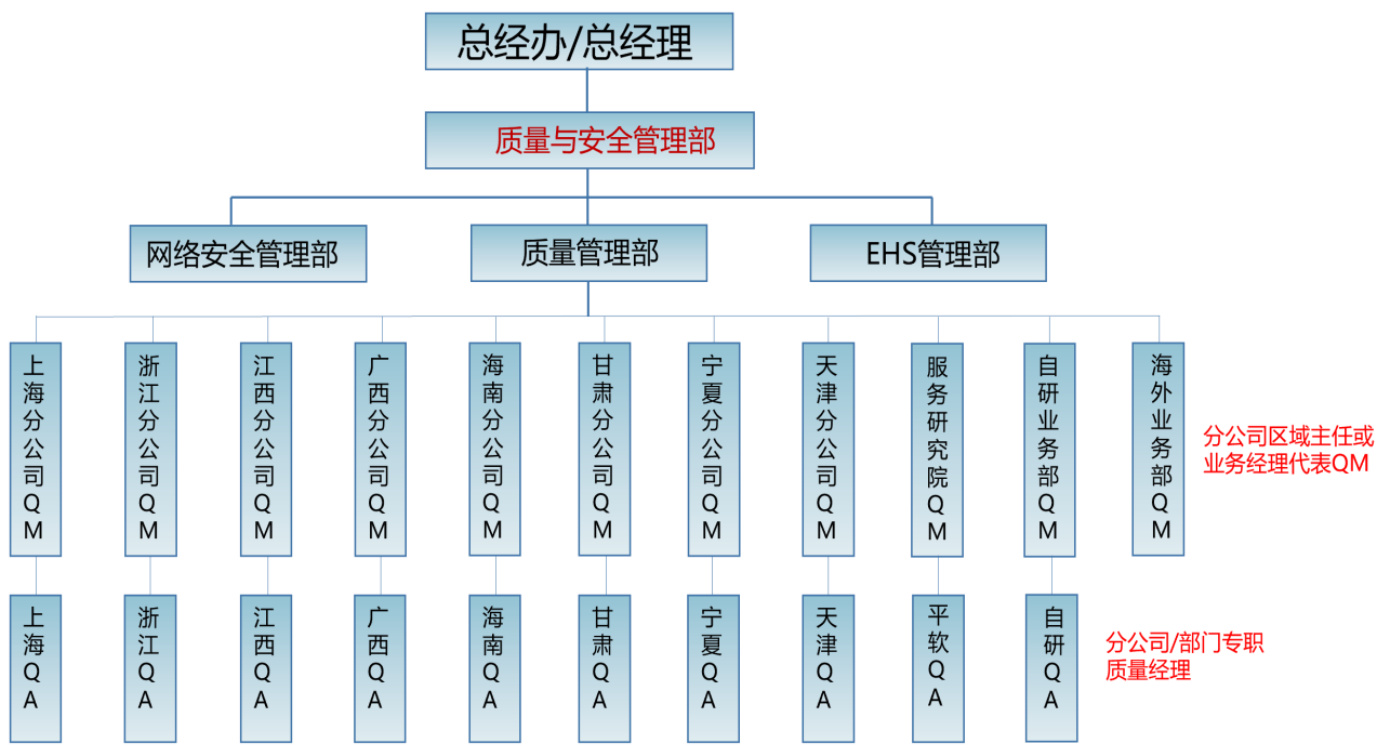 总经办/总经理
质量与安全管理部
网络安全管理部
质量管理部
EHS管理部
上海分公司QM
浙江分公司QM
江西分公司QM
广西分公司QM
海南分公司QM
甘肃分公司QM
宁夏分公司QM
天津分公司QM
服务研究院QM
自研业务部QM
海外业务部QM
分公司区域主任或
业务经理代表QM
上海QA
浙江QA
江西QA
广西QA
海南QA
甘肃QA
宁夏QA
天津QA
平软QA
自研QA
分公司/部门专职
质量经理